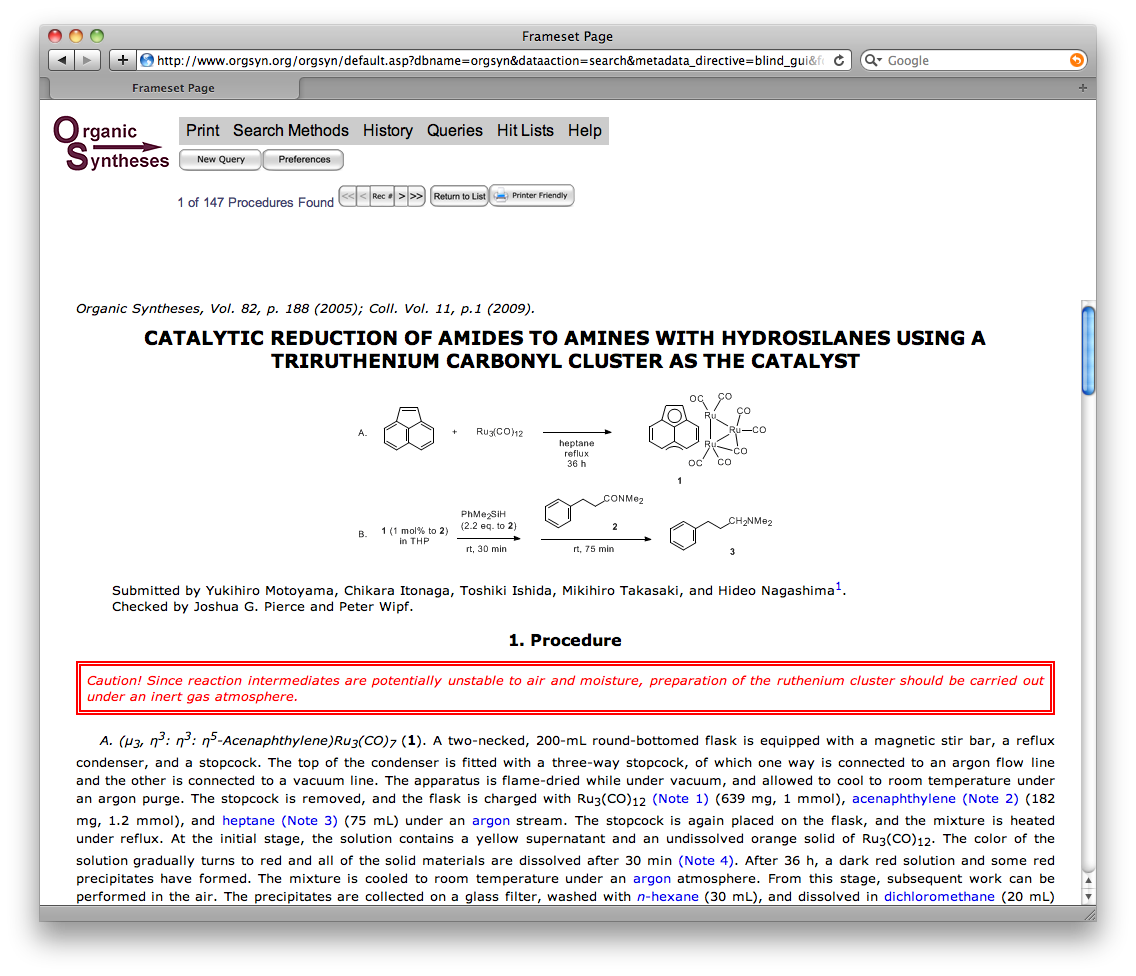 Frameset Page
http://www.orgsyn.org/orgsyn/default.asp?dbname=orgsyn&dataaction=search&metadata_directive=blind_gui&f
Google
Frameset Page
Organic
Syntheses
Print Search Methods History Queries Hit Lists Help
New Query Preferences
1 of 147 Procedures Found << < Rec # > >> Return to List Printer Friendly
Organic Syntheses, Vol. 82, p. 188 (2005); Coll. Vol. 11, p.1 (2009).
CATALYTIC REDUCTION OF AMIDES TO AMINES WITH HYDROSILANES USING A
TRIRUTHENIUM CARBONYL CLUSTER AS THE CATALYST
A.
+
Ru3(CO)12
heptane
reflux
36 h
OC CO
Ru CO
Ru CO
Ru CO
OC CO
1
B.
1 (1 mol% to 2)
in THP
PhMe2SiH
(2.2 eq. to 2)
rt, 30 min
CONMe2
2
rt, 75 min
CH2NMe2
3
Submitted by Yukihiro Motoyama, Chikara Itonaga, Toshiki Ishida, Mikihiro Takasaki, and Hideo Nagashima1.
Checked by Joshua G. Pierce and Peter Wipf.
1. Procedure
Caution! Since reaction intermediates are potentially unstable to air and moisture, preparation of the ruthenium cluster should be carried out
under an inert gas atmosphere.
A. (μ3, η3: η3: η5-Acenaphthylene)Ru3(CO)7 (1). A two-necked, 200-mL round-bottomed flask is equipped with a magnetic stir bar, a reflux
condenser, and a stopcock. The top of the condenser is fitted with a three-way stopcock, of which one way is connected to an argon flow line
and the other is connected to a vacuum line. The apparatus is flame-dried while under vacuum, and allowed to cool to room temperature under
an argon purge. The stopcock is removed, and the flask is charged with Ru3(CO)12 (Note 1) (639 mg, 1 mmol), acenaphthylene (Note 2) (182
mg, 1.2 mmol), and heptane (Note 3) (75 mL) under an argon stream. The stopcock is again placed on the flask, and the mixture is heated
under reflux. At the initial stage, the solution contains a yellow supernatant and an undissolved orange solid of Ru3(CO)12. The color of the
solution gradually turns to red and all of the solid materials are dissolved after 30 min (Note 4). After 36 h, a dark red solution and some red
precipitates have formed. The mixture is cooled to room temperature under an argon atmosphere. From this stage, subsequent work can be
performed in the air. The precipitates are collected on a glass filter, washed with n-hexane (30 mL), and dissolved in dichloromethane (20 mL)